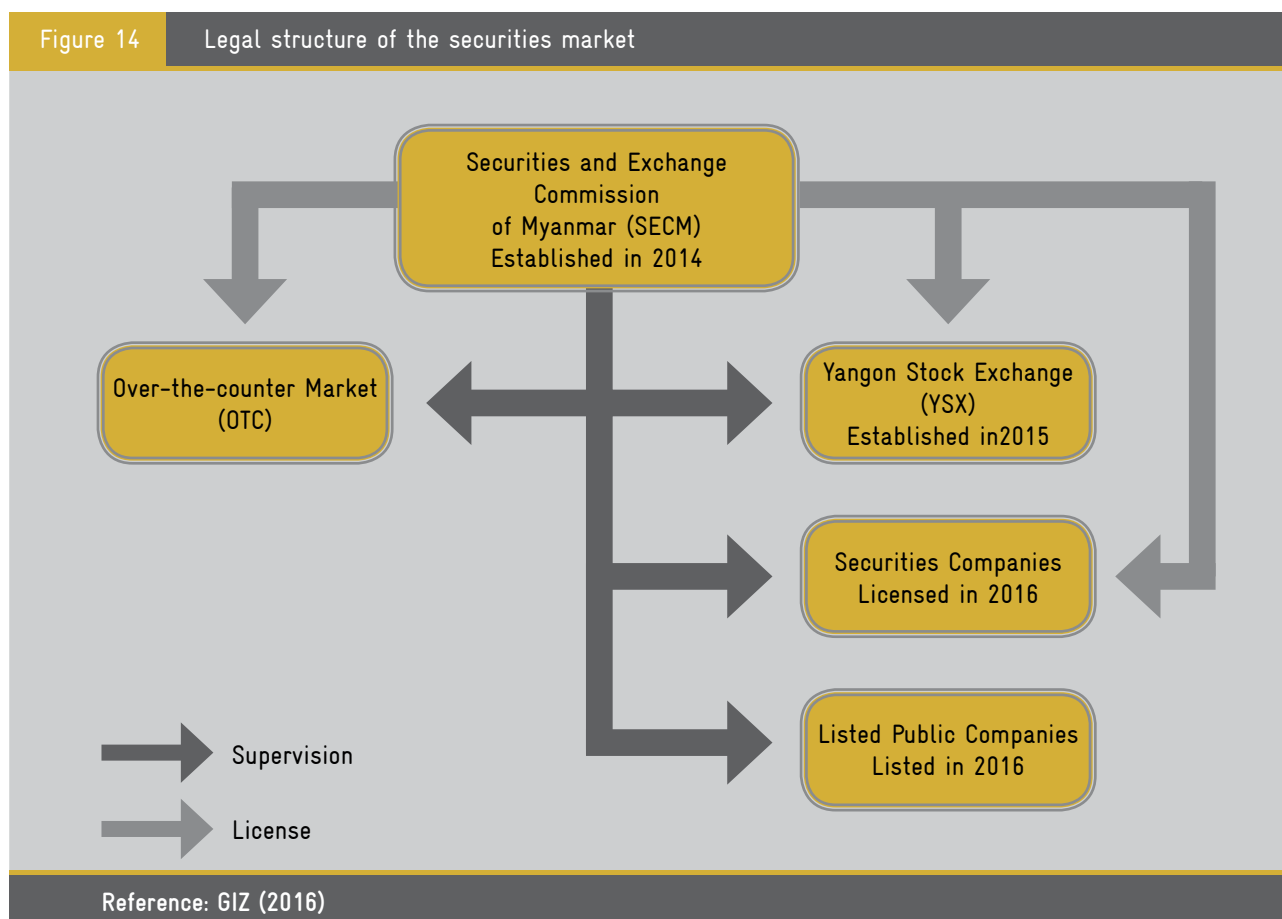 Figure 14
Legal structure of the securities market
Securities and Exchange
Commission
of Myanmar (SECM)
Established in 2014
Over-the-counter Market
(OTC)
Yangon Stock Exchange
(YSX)
Established in2015
Securities Companies
Licensed in 2016
Listed Public Companies
Listed in 2016
Supervision
License
Reference: GIZ (2016)